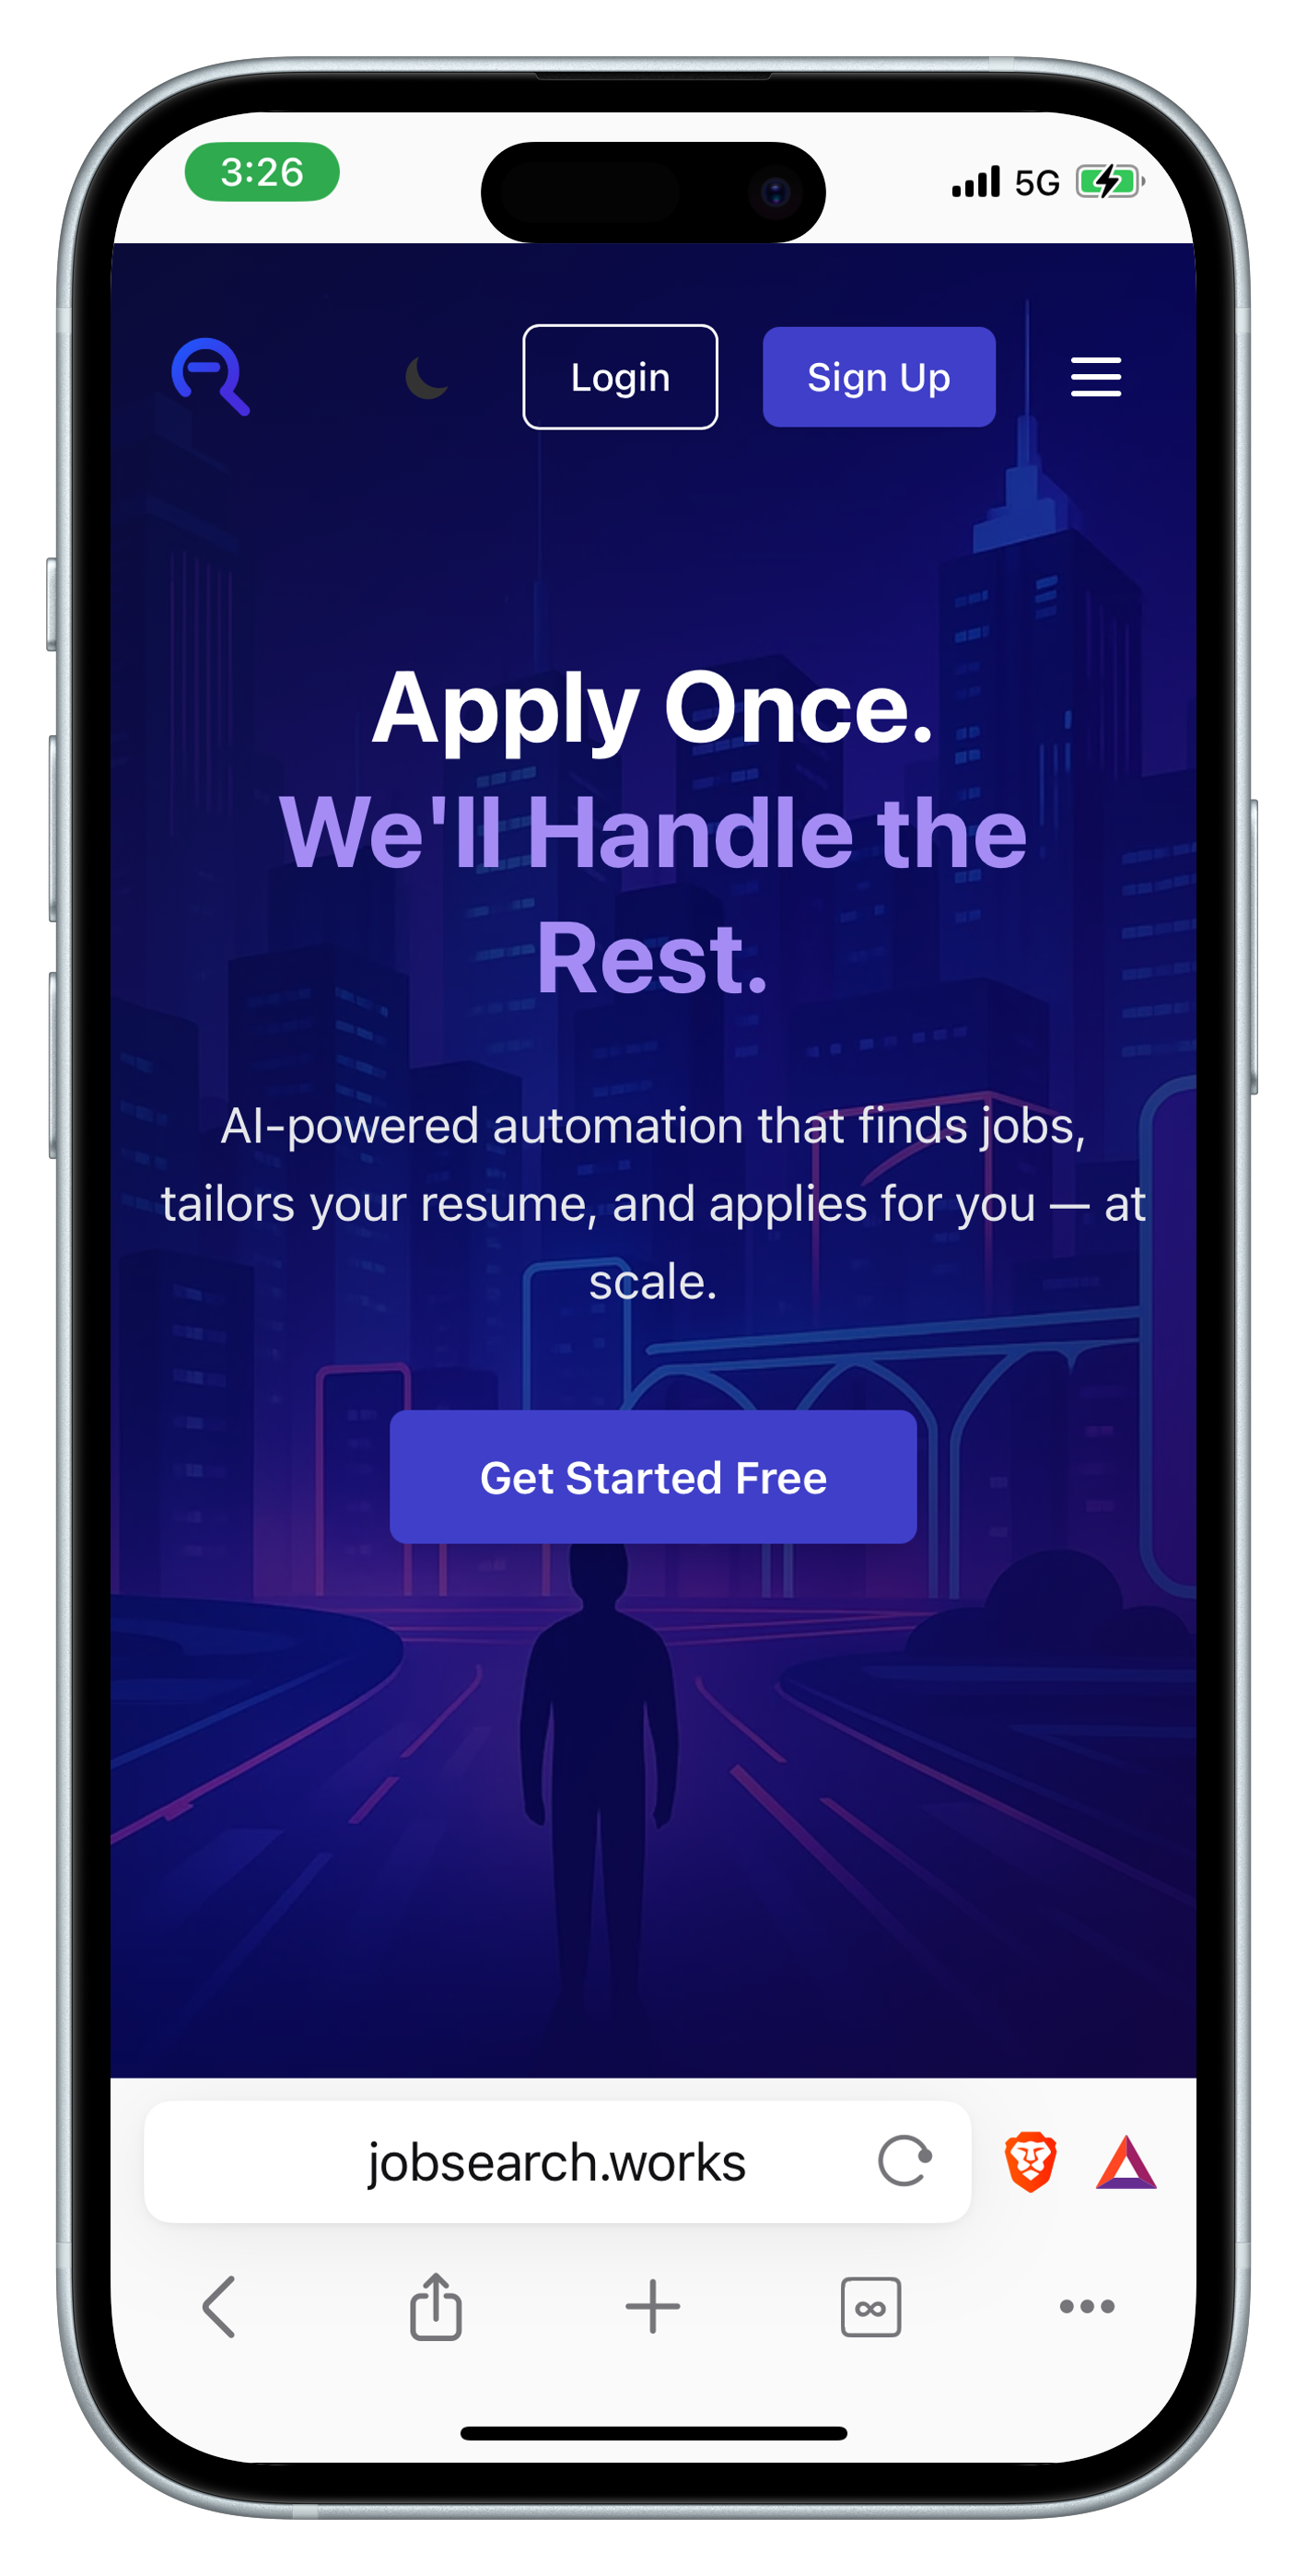 3:26
5G
Login
Sign Up
Apply Once.
We'll Handle the
Rest.
AI-powered automation that finds jobs,
tailors your resume, and applies for you — at
scale.
Get Started Free
jobsearch.works